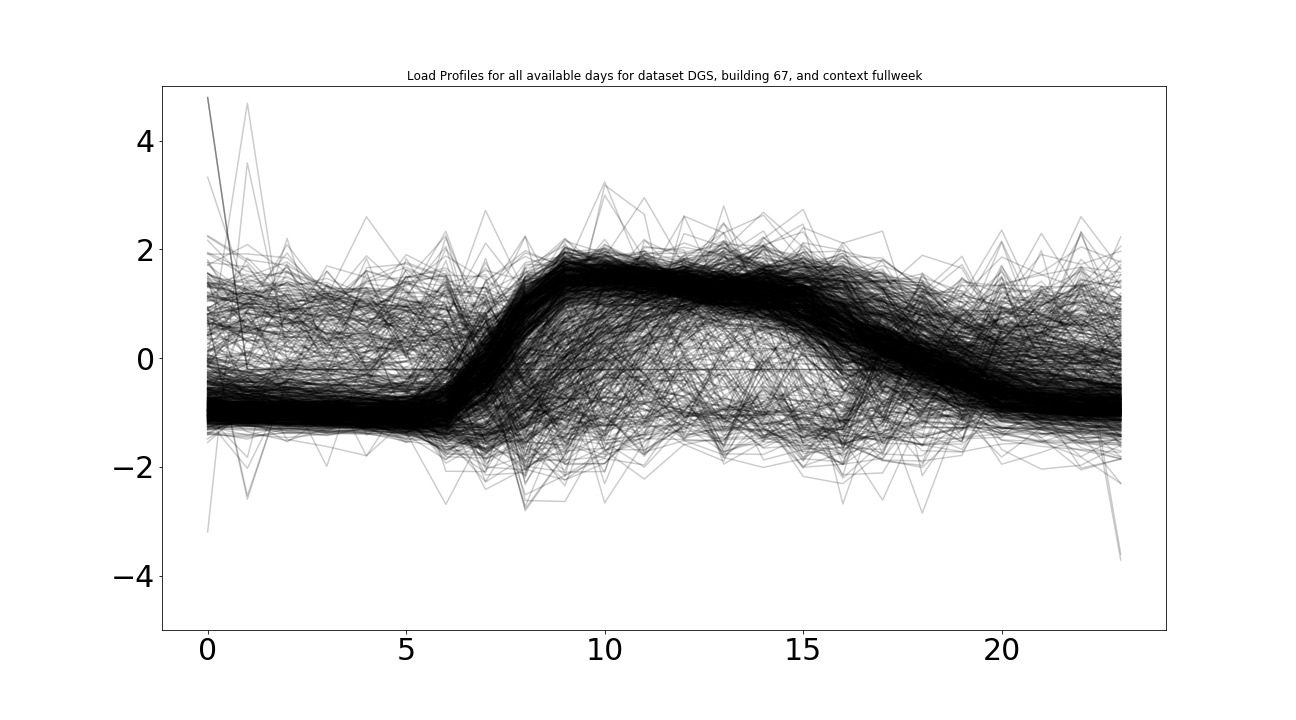 Load Profiles for all available days for dataset DGS, building 67, and context fullweek
4
2
0
−2
−4
0 5 10 15 20